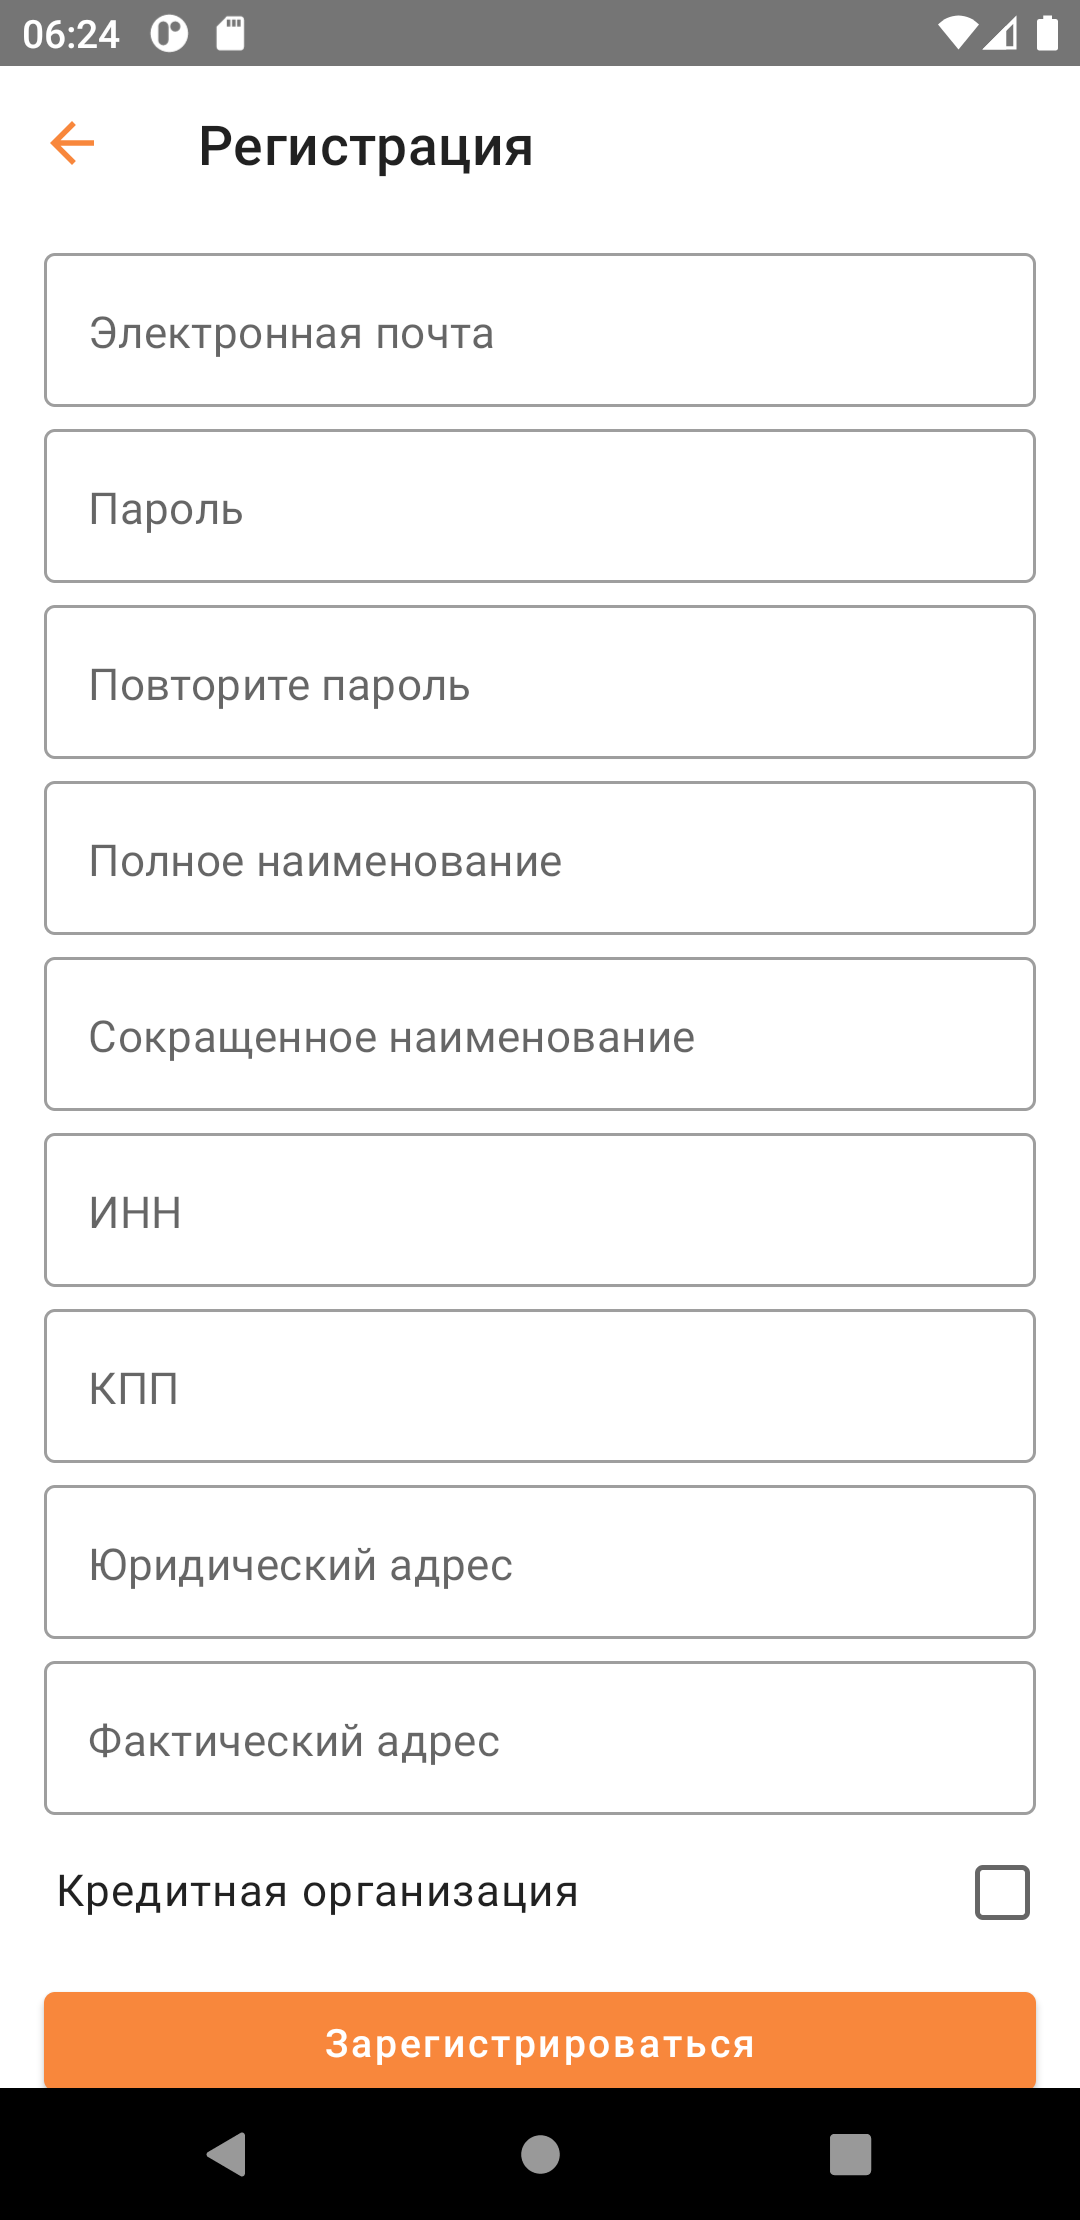 06:24
Регистрация
Электронная почта
Пароль
Повторите пароль
Полное наименование
Сокращенное наименование
ИНН
КПП
Юридический адрес
Фактический адрес
Кредитная организация
Зарегистрироваться